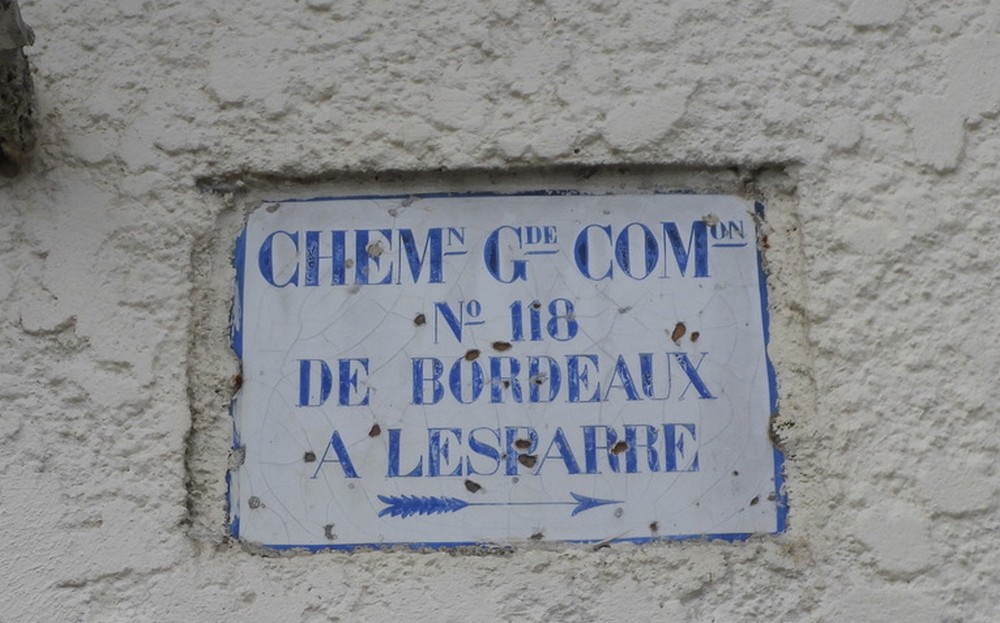 CHEMN GDE COMON
No 118
DE BORDEAUX
A LESPARRE